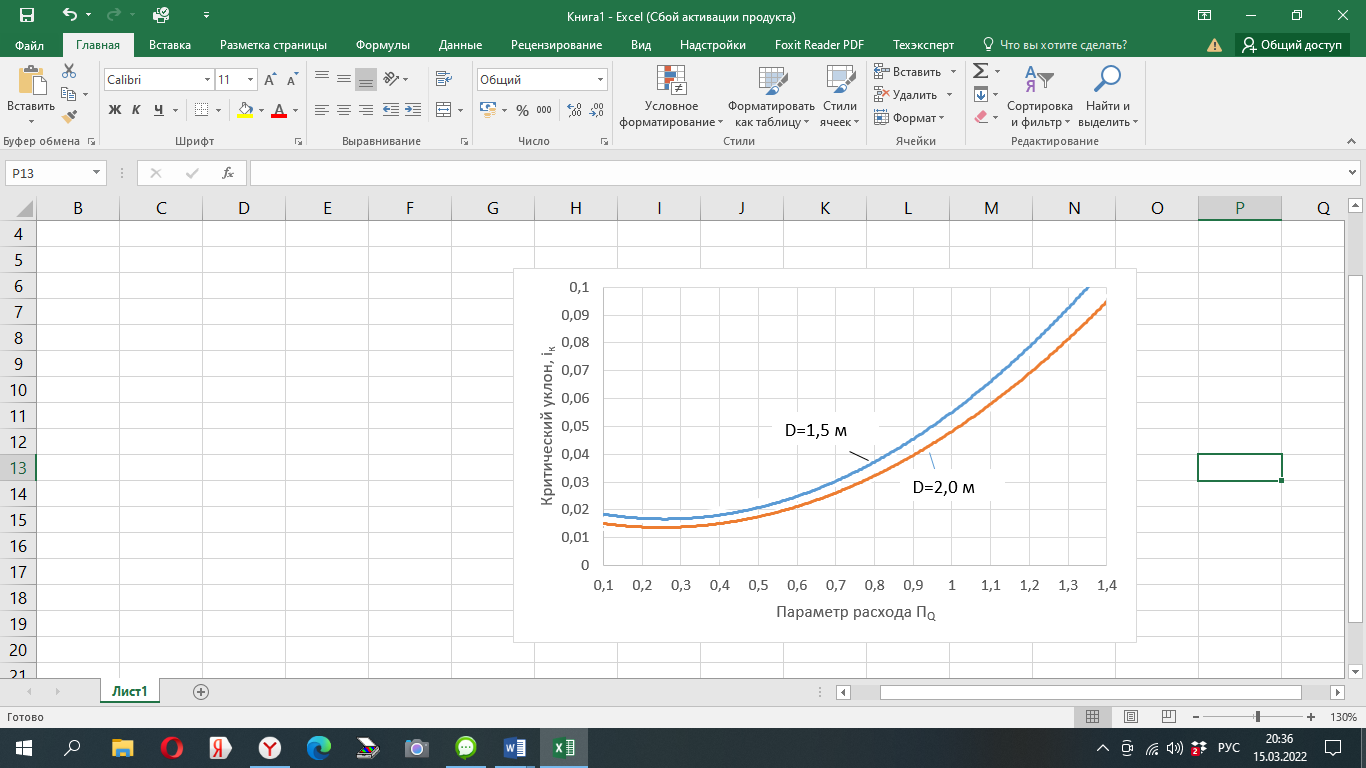 Книга1 - Excel (Сбой активации продукта)
Файл Главная Вставка Разметка страницы Формулы Данные Рецензирование Вид Надстройки Foxit Reader PDF Техэксперт Что вы хотите сделать? Общий доступ
Вставить
Calibri 11
Ж К Ч А
Общий
% 000
Условное форматирование
Форматировать как таблицу
Стили ячеек
Вставить
Удалить
Формат
Сортировка и фильтр
Найти и выделить
Буфер обмена Шрифт Выравнивание Число Стили Ячейки Редактирование
P13 fx
B C D E F G H I J K L M N O P Q
4
5
6
7
8
9
10
11
12
13
14
15
16
17
18
19
20
21
Критический уклон, iк
0,1
0,09
0,08
0,07
0,06
0,05
0,04
0,03
0,02
0,01
0
D=1,5 м
D=2,0 м
0,1 0,2 0,3 0,4 0,5 0,6 0,7 0,8 0,9 1 1,1 1,2 1,3 1,4
Параметр расхода ПQ
Лист1
Готово
130%
РУС
20:36
15.03.2022